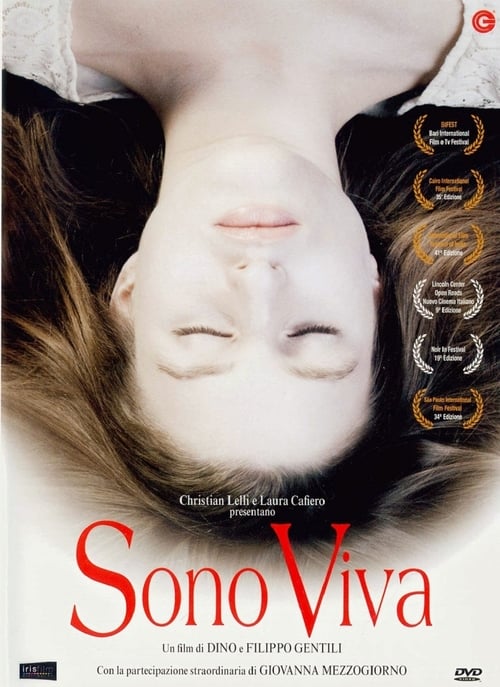 BIFEST
Bari International
Film e Tv Festival
Cairo International
Film Festival
35ª Edizione
41ª Edizione
Lincoln Center
Open Roads
Nuovo Cinema Italiano
9ª Edizione
Noir In Festival
19ª Edizione
São Paulo International
Film Festival
34ª Edizione
Christian Lelli e Laura Cafiero
presentano
Sono Viva
Un film di DINO e FILIPPO GENTILI
Con la partecipazione straordinaria di GIOVANNA MEZZOGIORNO
irisfilm
DVD
VIDEO